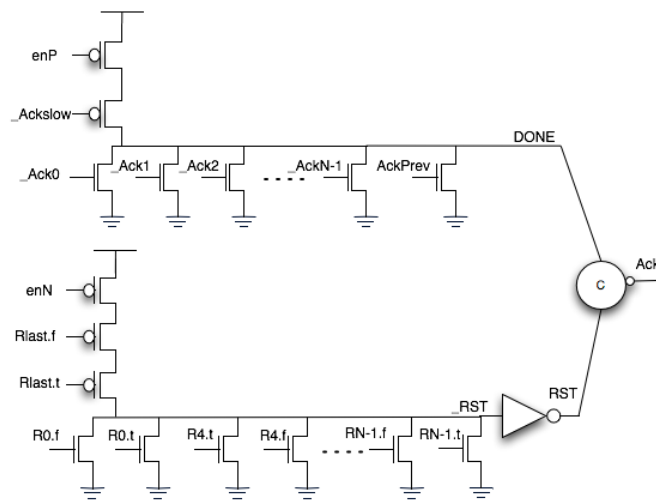 enP
_Ackslow
DONE
_Ack0
_Ack1
_Ack2
_AckN-1
AckPrev
Ack
C
enN
Rlast.f
Rlast.t
_RST
RST
R0.f
R0.t
R4.t
R4.f
RN-1.f
RN-1.t